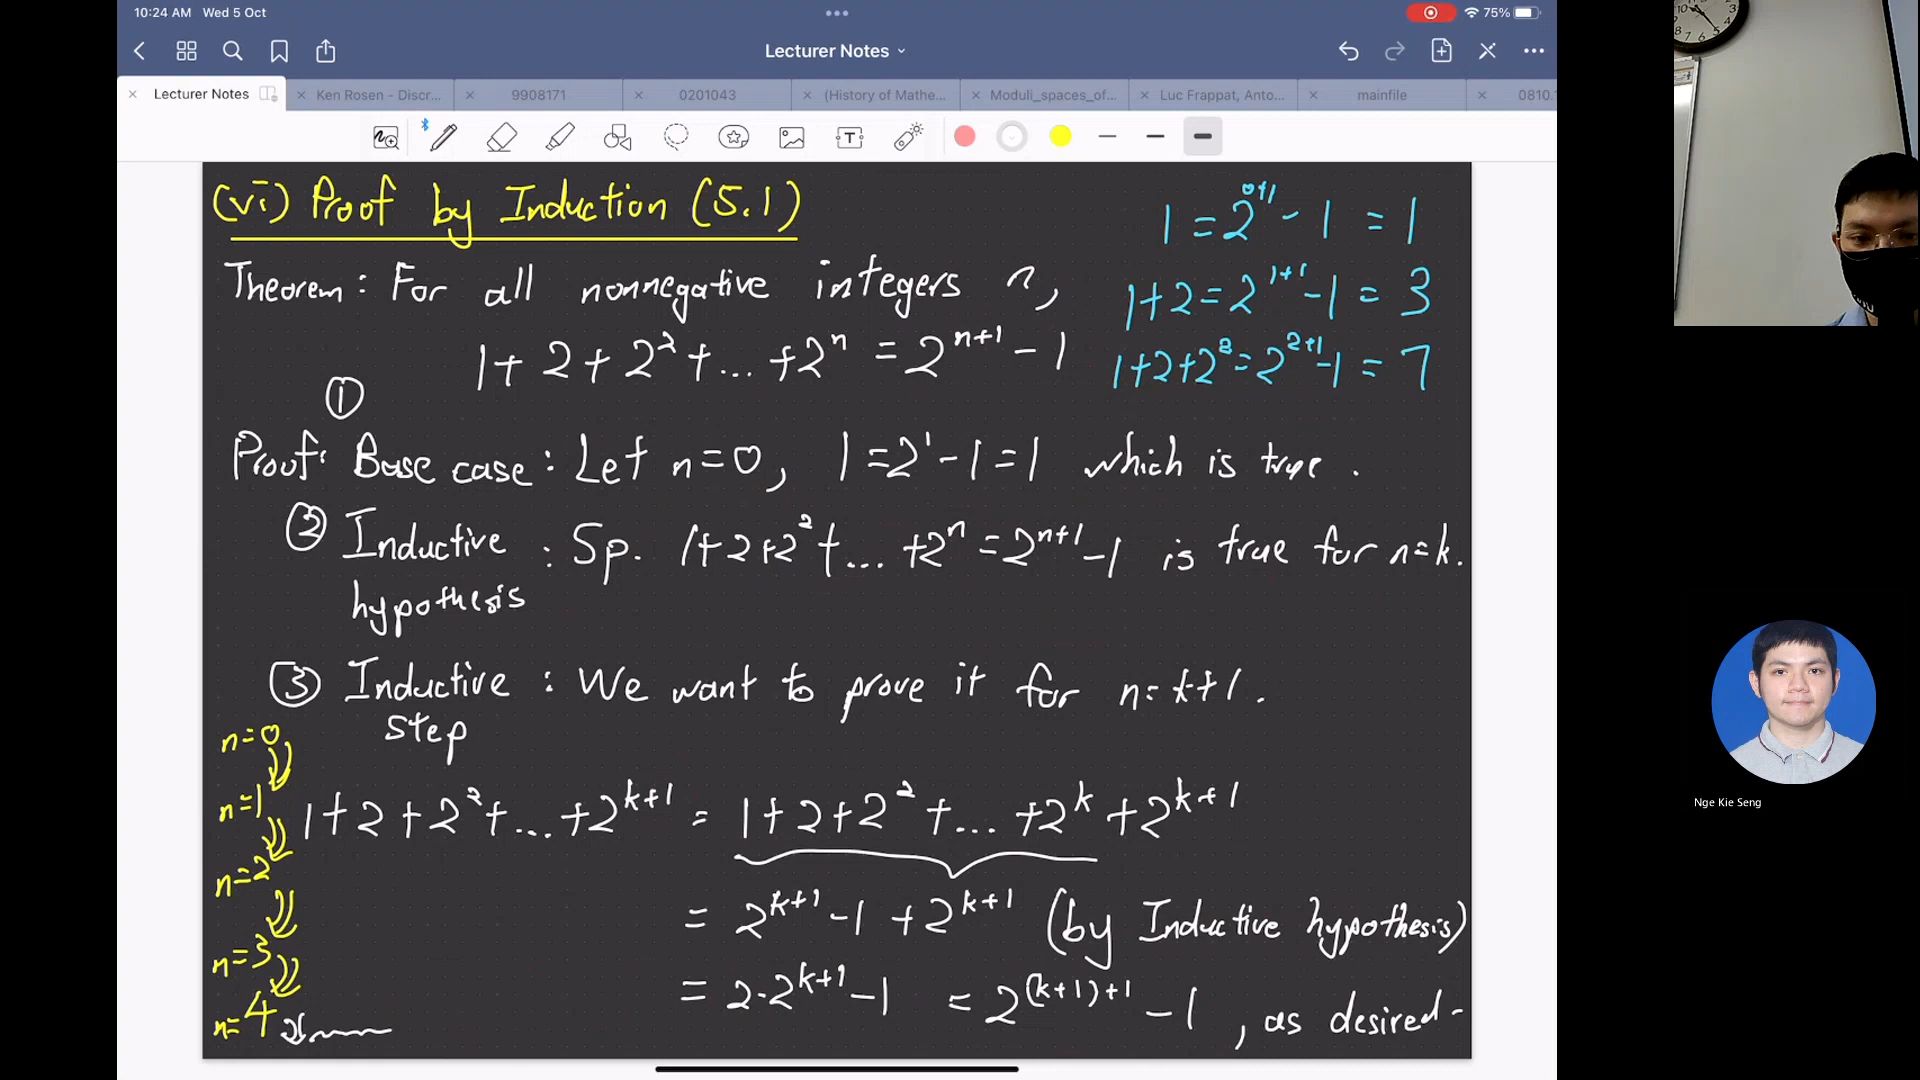 10:24 AM Wed 5 Oct
75%
Lecturer Notes
Lecturer Notes
Ken Rosen - Discr...
9908171
0201043
(History of Mathe...
Moduli_spaces_of...
Luc Frappat, Anto...
mainfile
0810.
(vi) Proof by Induction (5.1)
1 = 2^{0+1} - 1 = 1
Theorem: For all nonnegative integers n,
1+2 = 2^{1+1} - 1 = 3
1 + 2 + 2^2 + ... + 2^n = 2^{n+1} - 1
1+2+2^2 = 2^{2+1} - 1 = 7
①
Proof: Base case: Let n=0, 1 = 2^1 - 1 = 1 which is true.
② Inductive hypothesis : Sp. 1+2+2^2+...+2^n = 2^{n+1} - 1 is true for n=k.
③ Inductive step : We want to prove it for n=k+1.
n=0
n=1
n=2
n=3
n=4
1+2+2^2+...+2^{k+1} = 1+2+2^2+...+2^k + 2^{k+1}
= 2^{k+1} - 1 + 2^{k+1} (by Inductive hypothesis)
= 2·2^{k+1} - 1 = 2^{(k+1)+1} - 1, as desired.
Nge Kie Seng